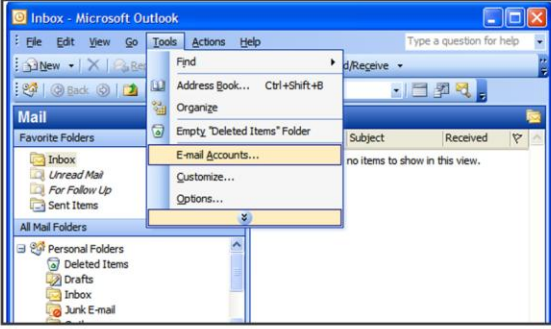 Inbox - Microsoft Outlook
File Edit View Go Tools Actions Help Type a question for help
New
Find
d/Receive
Back
Address Book... Ctrl+Shift+B
Organize
Mail
Empty "Deleted Items" Folder
Favorite Folders
Subject Received
Inbox
E-mail Accounts...
no items to show in this view.
Unread Mail
Customize...
For Follow Up
Options...
Sent Items
All Mail Folders
Personal Folders
Deleted Items
Drafts
Inbox
Junk E-mail